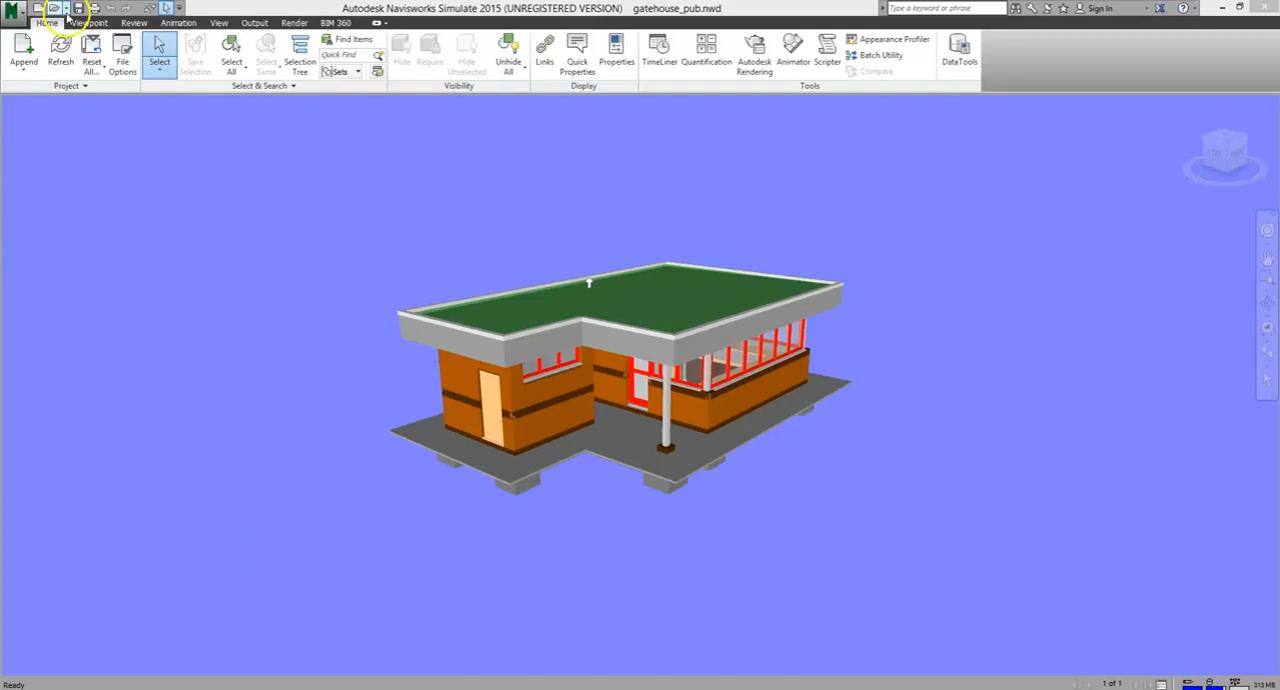 Autodesk Navisworks Simulate 2015 (UNREGISTERED VERSION) gatehouse_pub.nwd
Type a keyword or phrase
Sign In
Home Viewpoint Review Animation View Output Render BIM 360
Append
Refresh
Reset All...
File Options
Select
Save Selection
Select All
Select Same
Selection Tree
Find Items
Quick Find
Sets
Hide
Require
Hide Unselected
Unhide All
Links
Quick Properties
Properties
TimeLiner
Quantification
Autodesk Rendering
Animator
Scripter
Appearance Profiler
Batch Utility
Compare
DataTools
Project
Select & Search
Visibility
Display
Tools
Ready
1 of 1
313 MB